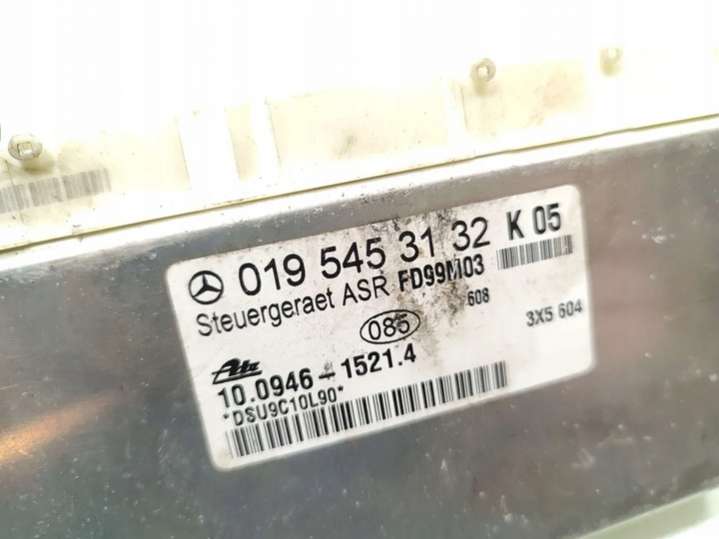 019 545 31 32 K 05
Steuergeraet ASR FD99M03
608
085
3X5 604
Ate
10.0946-1521.4
*DSU9C10L90*